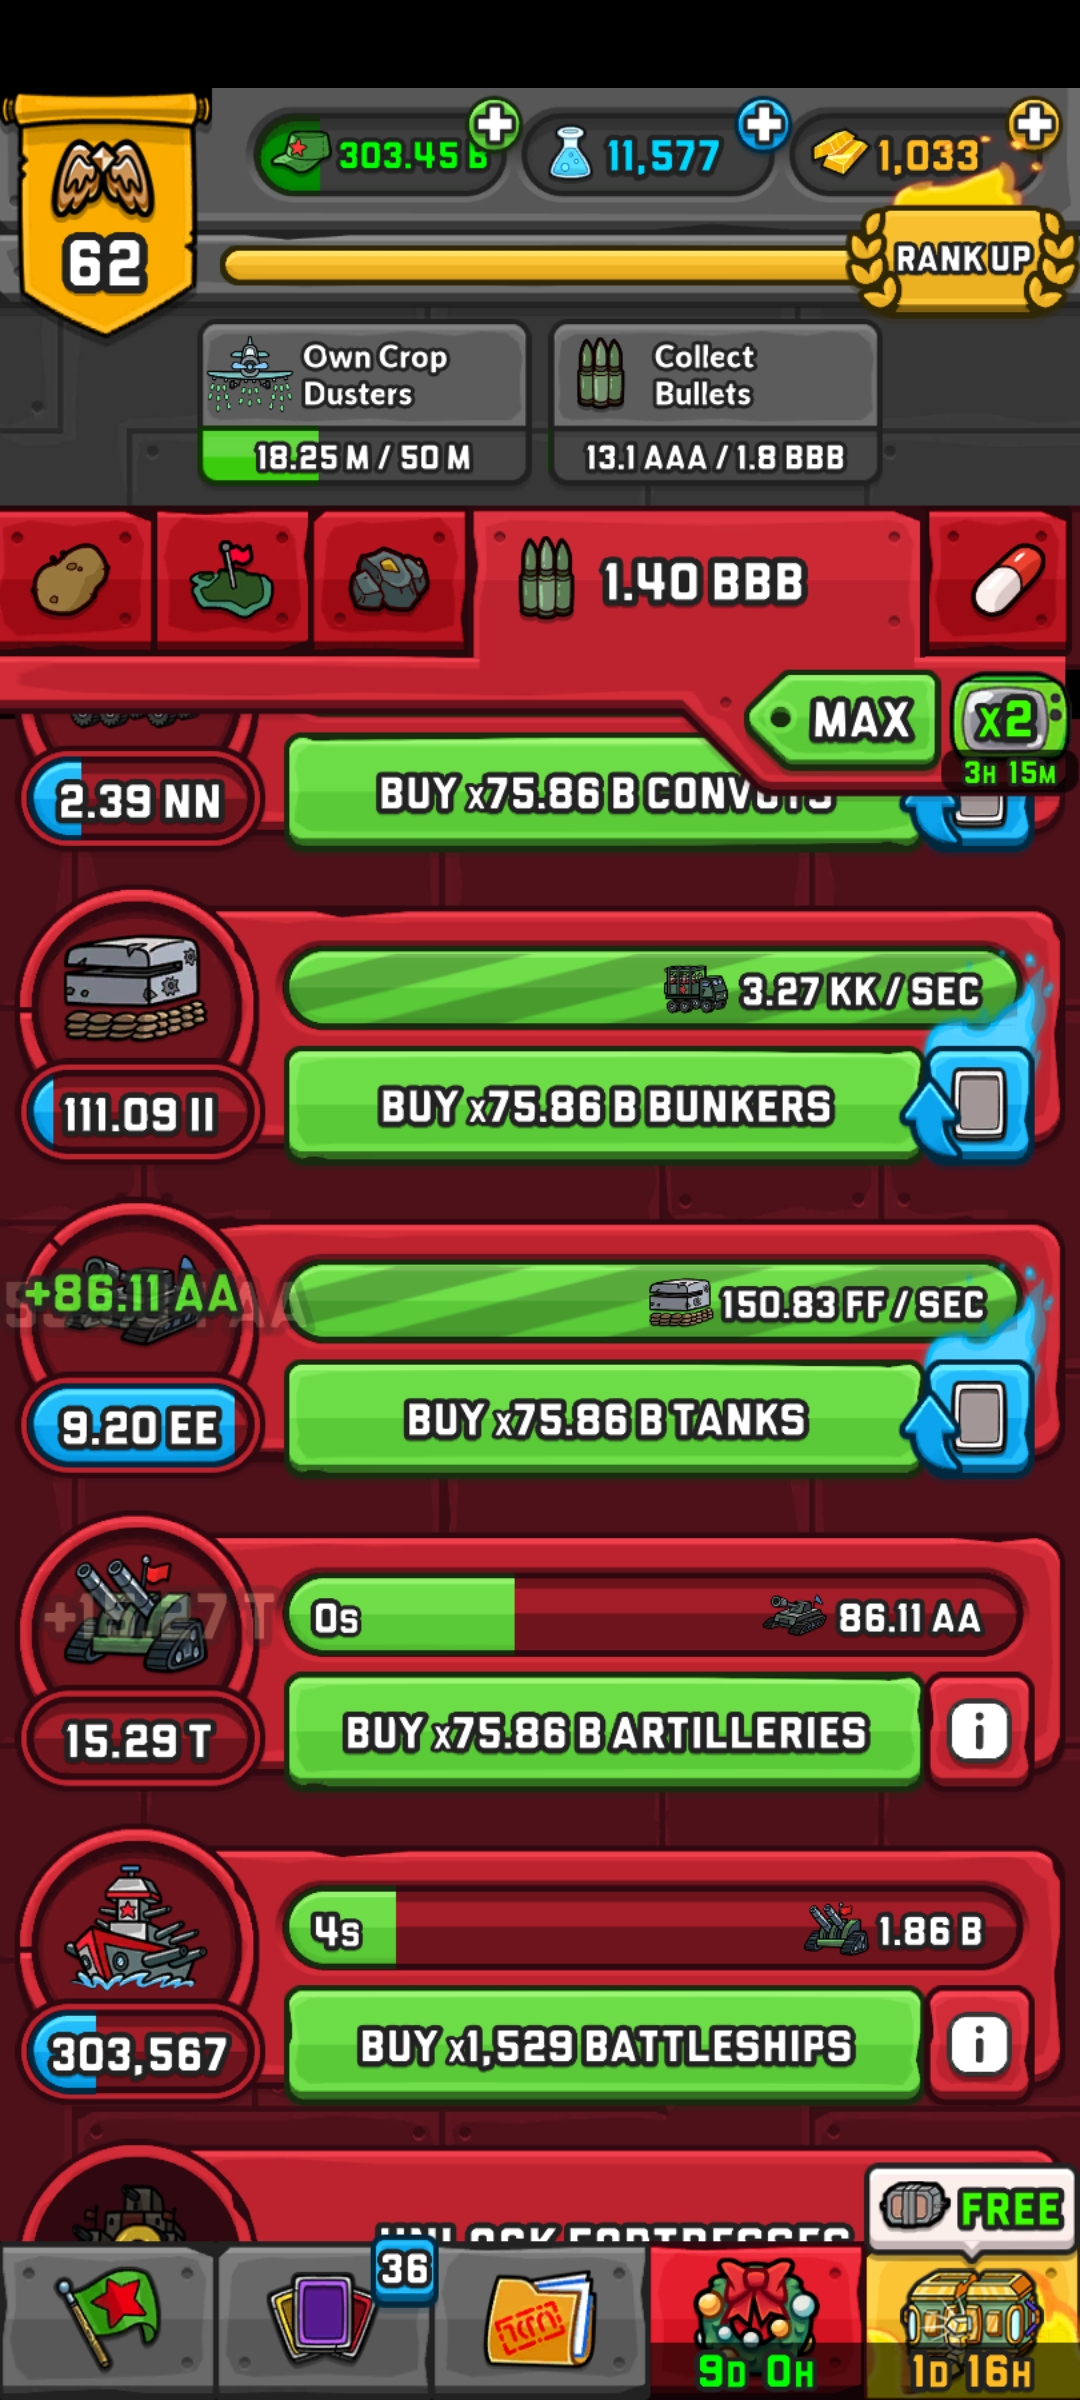 303.45 B
11,577
1,033
62
RANK UP
Own Crop
Dusters
18.25 M / 50 M
Collect
Bullets
13.1 AAA / 1.8 BBB
1.40 BBB
MAX
x2
3H 15M
2.39 NN
BUY x75.86 B CONVOYS
3.27 KK / SEC
111.09 II
BUY x75.86 B BUNKERS
+86.11 AA
150.83 FF / SEC
9.20 EE
BUY x75.86 B TANKS
0s
86.11 AA
15.29 T
BUY x75.86 B ARTILLERIES
i
4s
1.86 B
303,567
BUY x1,529 BATTLESHIPS
i
UNLOCK FORTRESSES
FREE
36
9D 0H
1D 16H